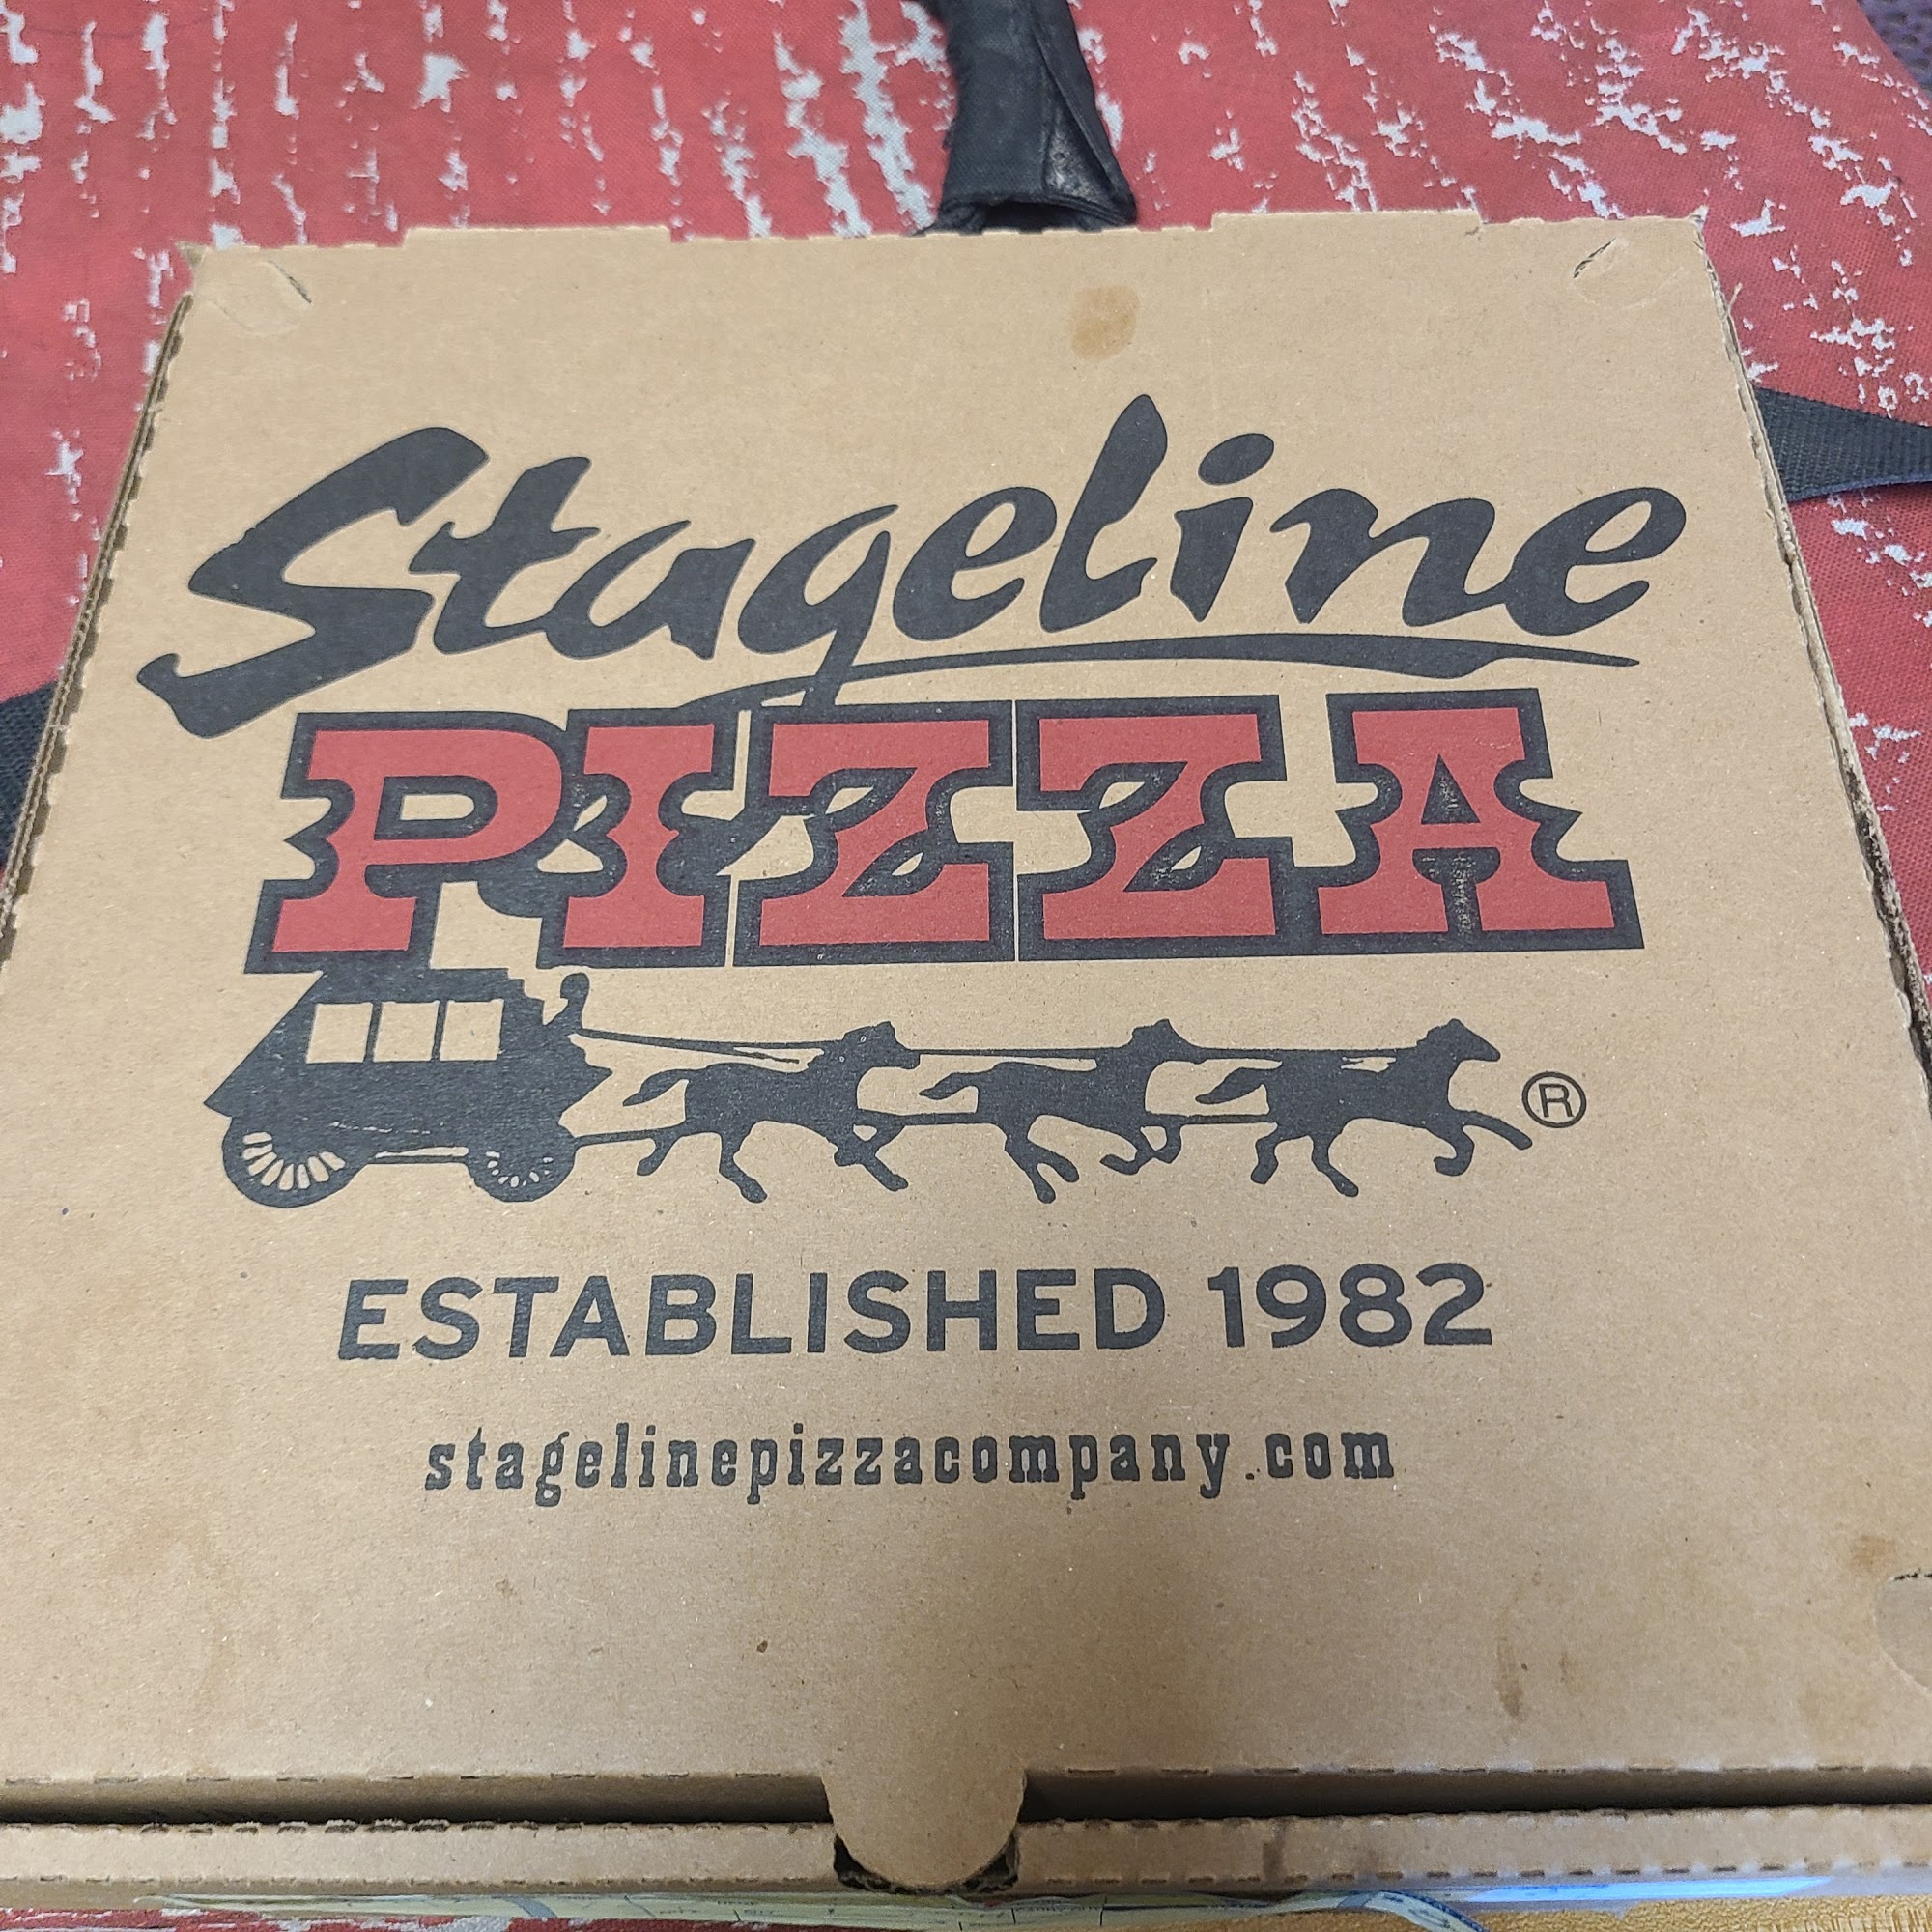 Stageline
PIZZA
®
ESTABLISHED 1982
stagelinepizzacompany.com